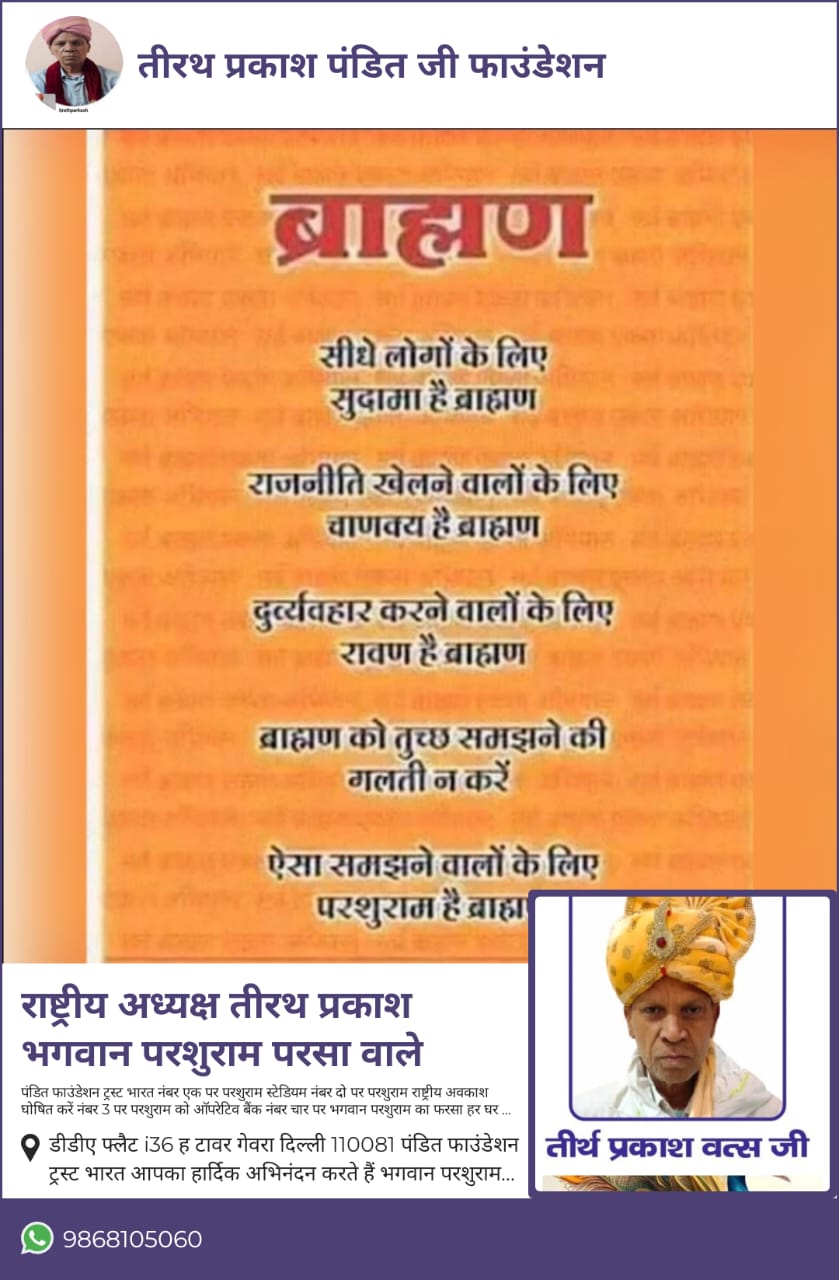 तीरथ प्रकाश पंडित जी फाउंडेशन
ब्राह्मण
सीधे लोगों के लिए
सुदामा है ब्राह्मण
राजनीति खेलने वालों के लिए
चाणक्य है ब्राह्मण
दुर्व्यवहार करने वालों के लिए
रावण है ब्राह्मण
ब्राह्मण को तुच्छ समझने की
गलती न करें
ऐसा समझने वालों के लिए
परशुराम है
राष्ट्रीय अध्यक्ष तीरथ प्रकाश
भगवान परशुराम परसा वाले
पंडित फाउंडेशन ट्रस्ट भारत नंबर एक पर परशुराम स्टेडियम नंबर दो पर परशुराम राष्ट्रीय अवकाश
घोषित करें नंबर 3 पर परशुराम को ऑपरेटिव बैंक नंबर चार पर भगवान परशुराम का फरसा हर घर ...
डीडीए फ्लैट i36 ह टावर गेवरा दिल्ली 110081 पंडित फाउंडेशन
ट्रस्ट भारत आपका हार्दिक अभिनंदन करते हैं भगवान परशुराम...
तीर्थ प्रकाश वत्स जी
9868105060